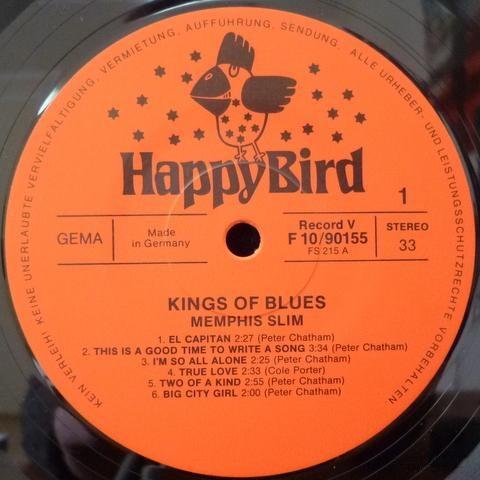 KEIN VERLEIH! KEINE UNERLAUBTE VERVIELFÄLTIGUNG, VERMIETUNG, AUFFÜHRUNG, SENDUNG. ALLE URHEBER- UND LEISTUNGSSCHUTZRECHTE VORBEHALTEN
HappyBird
1
GEMA
Made
in Germany
Record V
F 10/90155
FS 215 A
STEREO
33
KINGS OF BLUES
MEMPHIS SLIM
1. EL CAPITAN 2:27 (Peter Chatham)
2. THIS IS A GOOD TIME TO WRITE A SONG 3:34 (Peter Chatham)
3. I'M SO ALL ALONE 2:25 (Peter Chatham)
4. TRUE LOVE 2:33 (Cole Porter)
5. TWO OF A KIND 2:55 (Peter Chatham)
6. BIG CITY GIRL 2:00 (Peter Chatham)